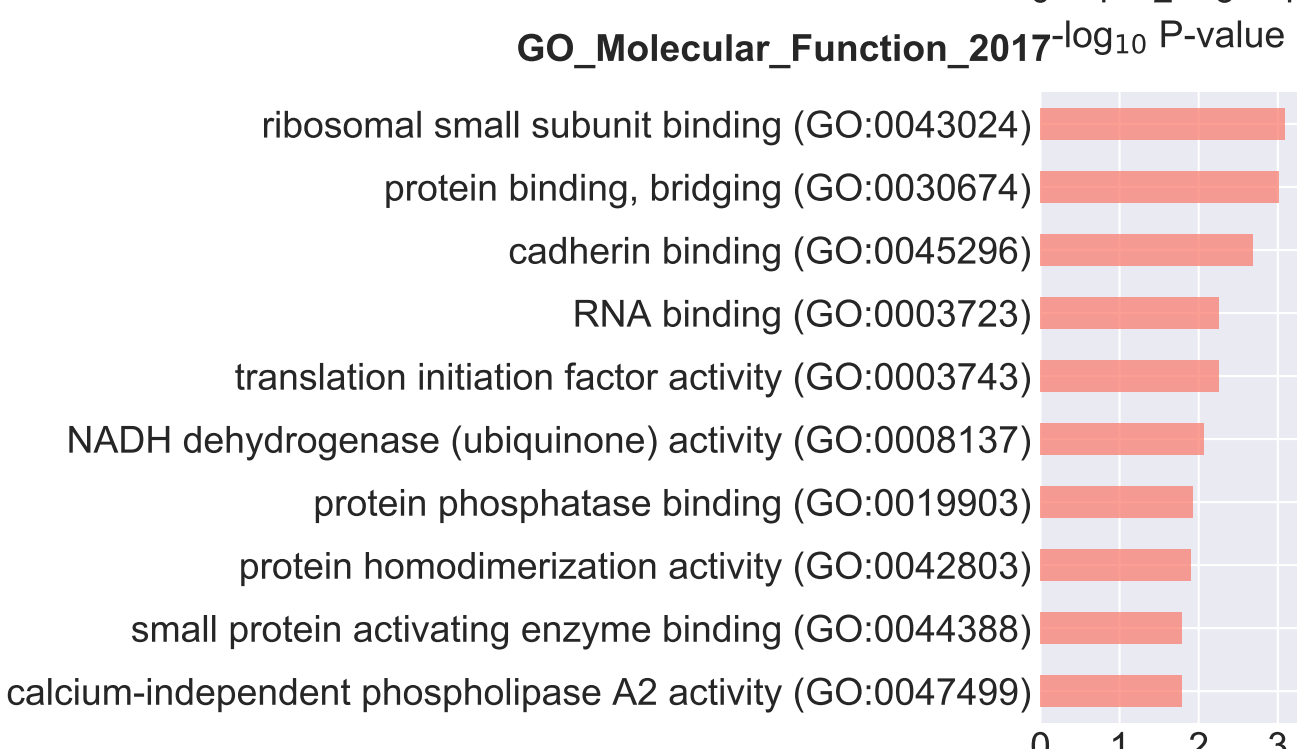 -log10 P-value
GO_Molecular_Function_2017
ribosomal small subunit binding (GO:0043024)
protein binding, bridging (GO:0030674)
cadherin binding (GO:0045296)
RNA binding (GO:0003723)
translation initiation factor activity (GO:0003743)
NADH dehydrogenase (ubiquinone) activity (GO:0008137)
protein phosphatase binding (GO:0019903)
protein homodimerization activity (GO:0042803)
small protein activating enzyme binding (GO:0044388)
calcium-independent phospholipase A2 activity (GO:0047499)
0 1 2 3